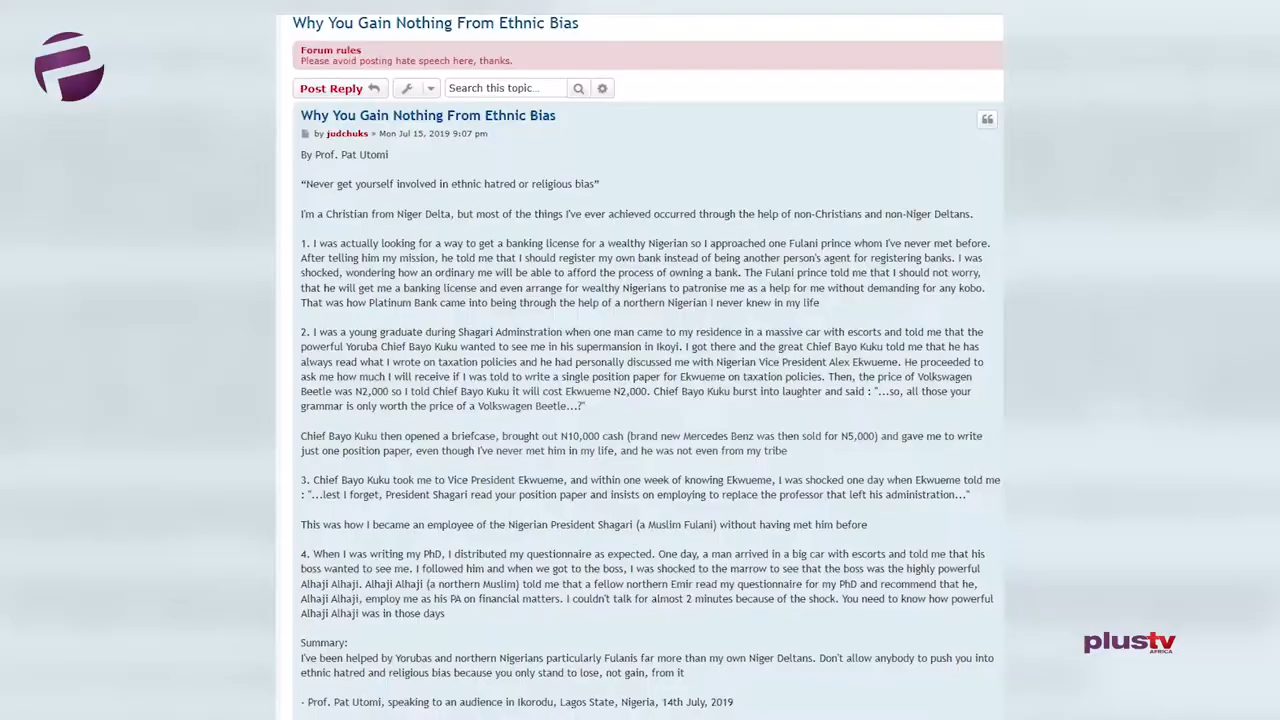 Why You Gain Nothing From Ethnic Bias
Forum rules
Please avoid posting hate speech here, thanks.
Post Reply
Search this topic…
Why You Gain Nothing From Ethnic Bias
by judchuks » Mon Jul 15, 2019 9:07 pm
By Prof. Pat Utomi
“Never get yourself involved in ethnic hatred or religious bias”
I'm a Christian from Niger Delta, but most of the things I've ever achieved occurred through the help of non-Christians and non-Niger Deltans.
1. I was actually looking for a way to get a banking license for a wealthy Nigerian so I approached one Fulani prince whom I've never met before.
After telling him my mission, he told me that I should register my own bank instead of being another person's agent for registering banks. I was
shocked, wondering how an ordinary me will be able to afford the process of owning a bank. The Fulani prince told me that I should not worry,
that he will get me a banking license and even arrange for wealthy Nigerians to patronise me as a help for me without demanding for any kobo.
That was how Platinum Bank came into being through the help of a northern Nigerian I never knew in my life
2. I was a young graduate during Shagari Adminstration when one man came to my residence in a massive car with escorts and told me that the
powerful Yoruba Chief Bayo Kuku wanted to see me in his supermansion in Ikoyi. I got there and the great Chief Bayo Kuku told me that he has
always read what I wrote on taxation policies and he had personally discussed me with Nigerian Vice President Alex Ekwueme. He proceeded to
ask me how much I will receive if I was told to write a single position paper for Ekwueme on taxation policies. Then, the price of Volkswagen
Beetle was N2,000 so I told Chief Bayo Kuku it will cost Ekwueme N2,000. Chief Bayo Kuku burst into laughter and said : "...so, all those your
grammar is only worth the price of a Volkswagen Beetle...?"
Chief Bayo Kuku then opened a briefcase, brought out N10,000 cash (brand new Mercedes Benz was then sold for N5,000) and gave me to write
just one position paper, even though I've never met him in my life, and he was not even from my tribe
3. Chief Bayo Kuku took me to Vice President Ekwueme, and within one week of knowing Ekwueme, I was shocked one day when Ekwueme told me
: "...lest I forget, President Shagari read your position paper and insists on employing to replace the professor that left his administration..."
This was how I became an employee of the Nigerian President Shagari (a Muslim Fulani) without having met him before
4. When I was writing my PhD, I distributed my questionnaire as expected. One day, a man arrived in a big car with escorts and told me that his
boss wanted to see me. I followed him and when we got to the boss, I was shocked to the marrow to see that the boss was the highly powerful
Alhaji Alhaji. Alhaji Alhaji (a northern Muslim) told me that a fellow northern Emir read my questionnaire for my PhD and recommend that he,
Alhaji Alhaji, employ me as his PA on financial matters. I couldn't talk for almost 2 minutes because of the shock. You need to know how powerful
Alhaji Alhaji was in those days
Summary:
I've been helped by Yorubas and northern Nigerians particularly Fulanis far more than my own Niger Deltans. Don't allow anybody to push you into
ethnic hatred and religious bias because you only stand to lose, not gain, from it
- Prof. Pat Utomi, speaking to an audience in Ikorodu, Lagos State, Nigeria, 14th July, 2019
plustv
AFRICA